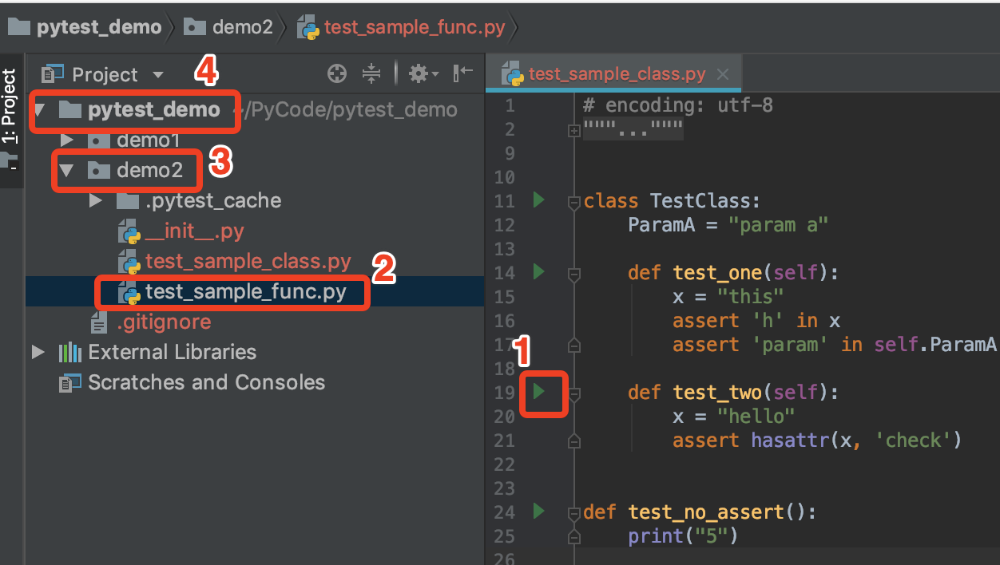 pytest_demo demo2 test_sample_func.py
1: Project
Project
4
pytest_demo ~/PyCode/pytest_demo
demo1
demo2
3
.pytest_cache
__init__.py
test_sample_class.py
2
test_sample_func.py
.gitignore
External Libraries
Scratches and Consoles
test_sample_class.py
1 # encoding: utf-8
2 """..."""
9
10
11 class TestClass:
12 ParamA = "param a"
13
14 def test_one(self):
15 x = "this"
16 assert 'h' in x
17 assert 'param' in self.ParamA
1
18
19 def test_two(self):
20 x = "hello"
21 assert hasattr(x, 'check')
22
23
24 def test_no_assert():
25 print("5")
26